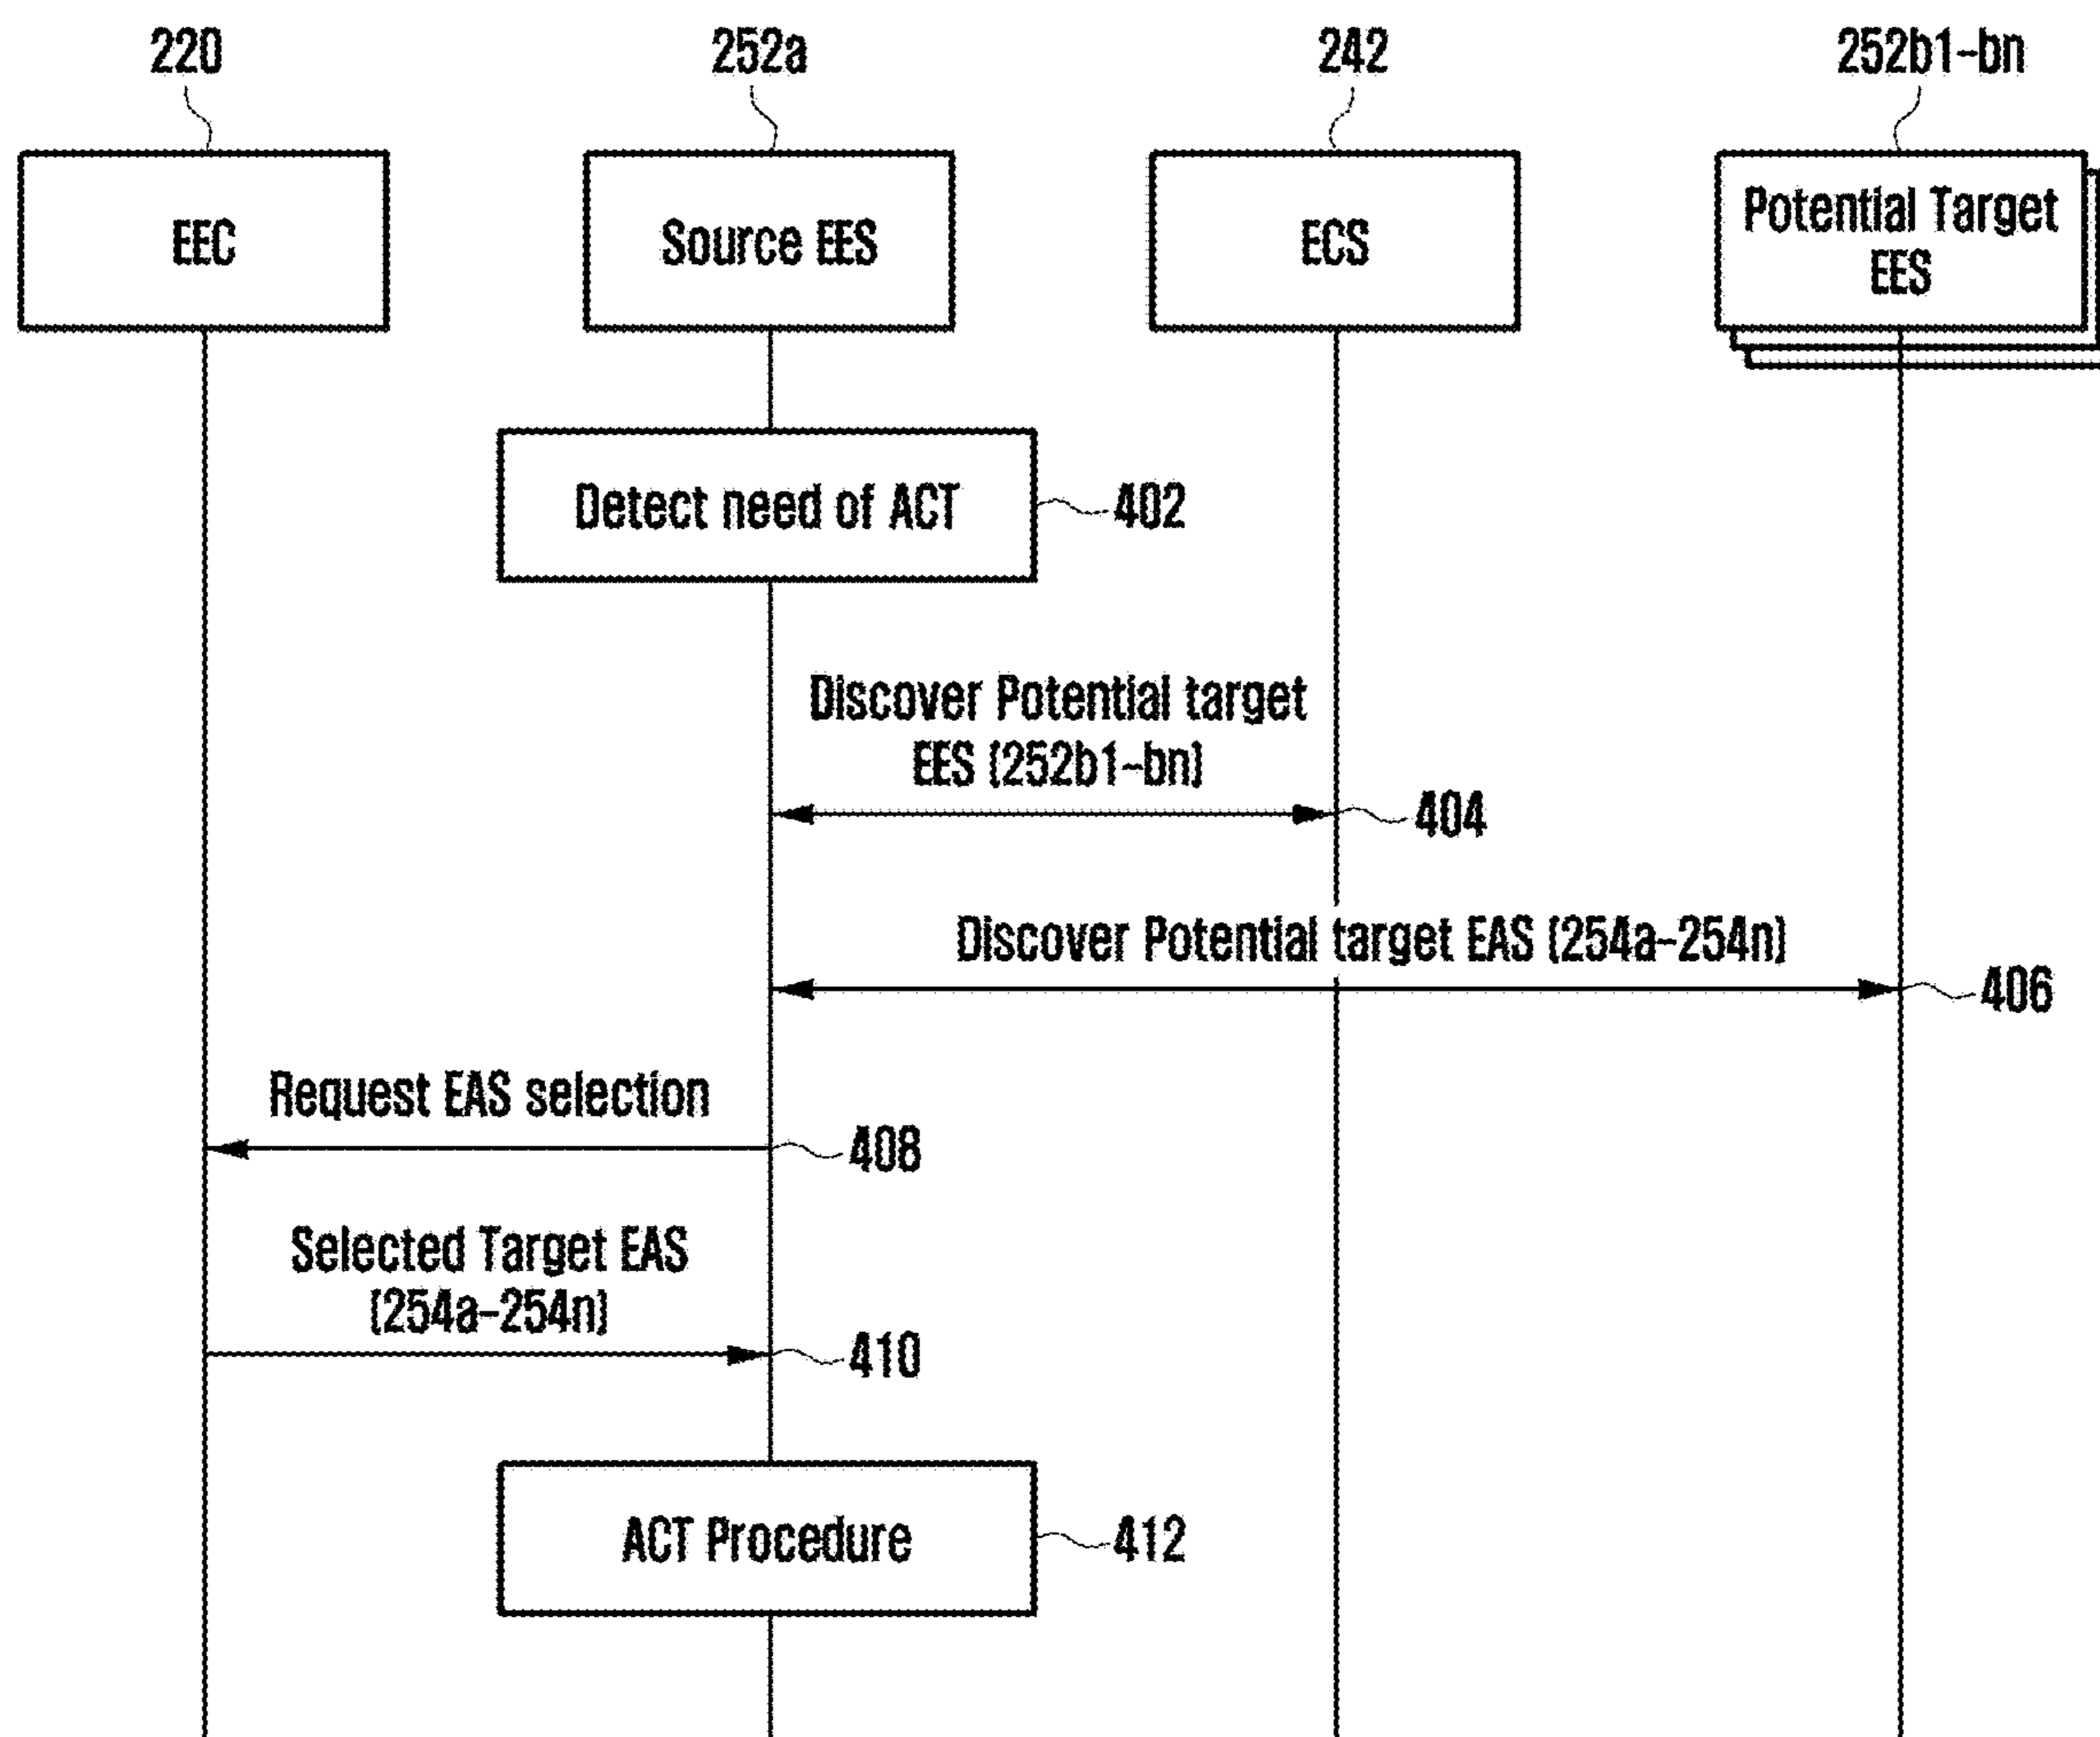 220
252a
242
252b1-bn
EEC
Source EES
ECS
Potential Target
EES
Detect need of ACT
402
Discover Potential target
EES [252b1-bn]
404
Discover Potential target EAS [254a-254n]
406
Request EAS selection
408
Selected Target EAS
[254a-254n]
410
ACT Procedure
412